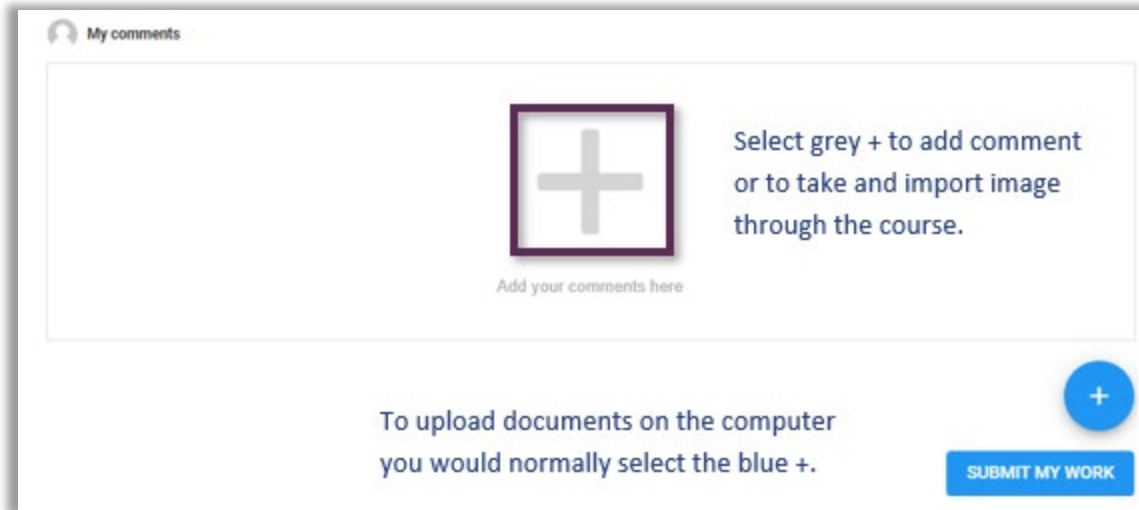 My comments
Select grey + to add comment
or to take and import image
through the course.
Add your comments here
+
To upload documents on the computer
you would normally select the blue +.
SUBMIT MY WORK